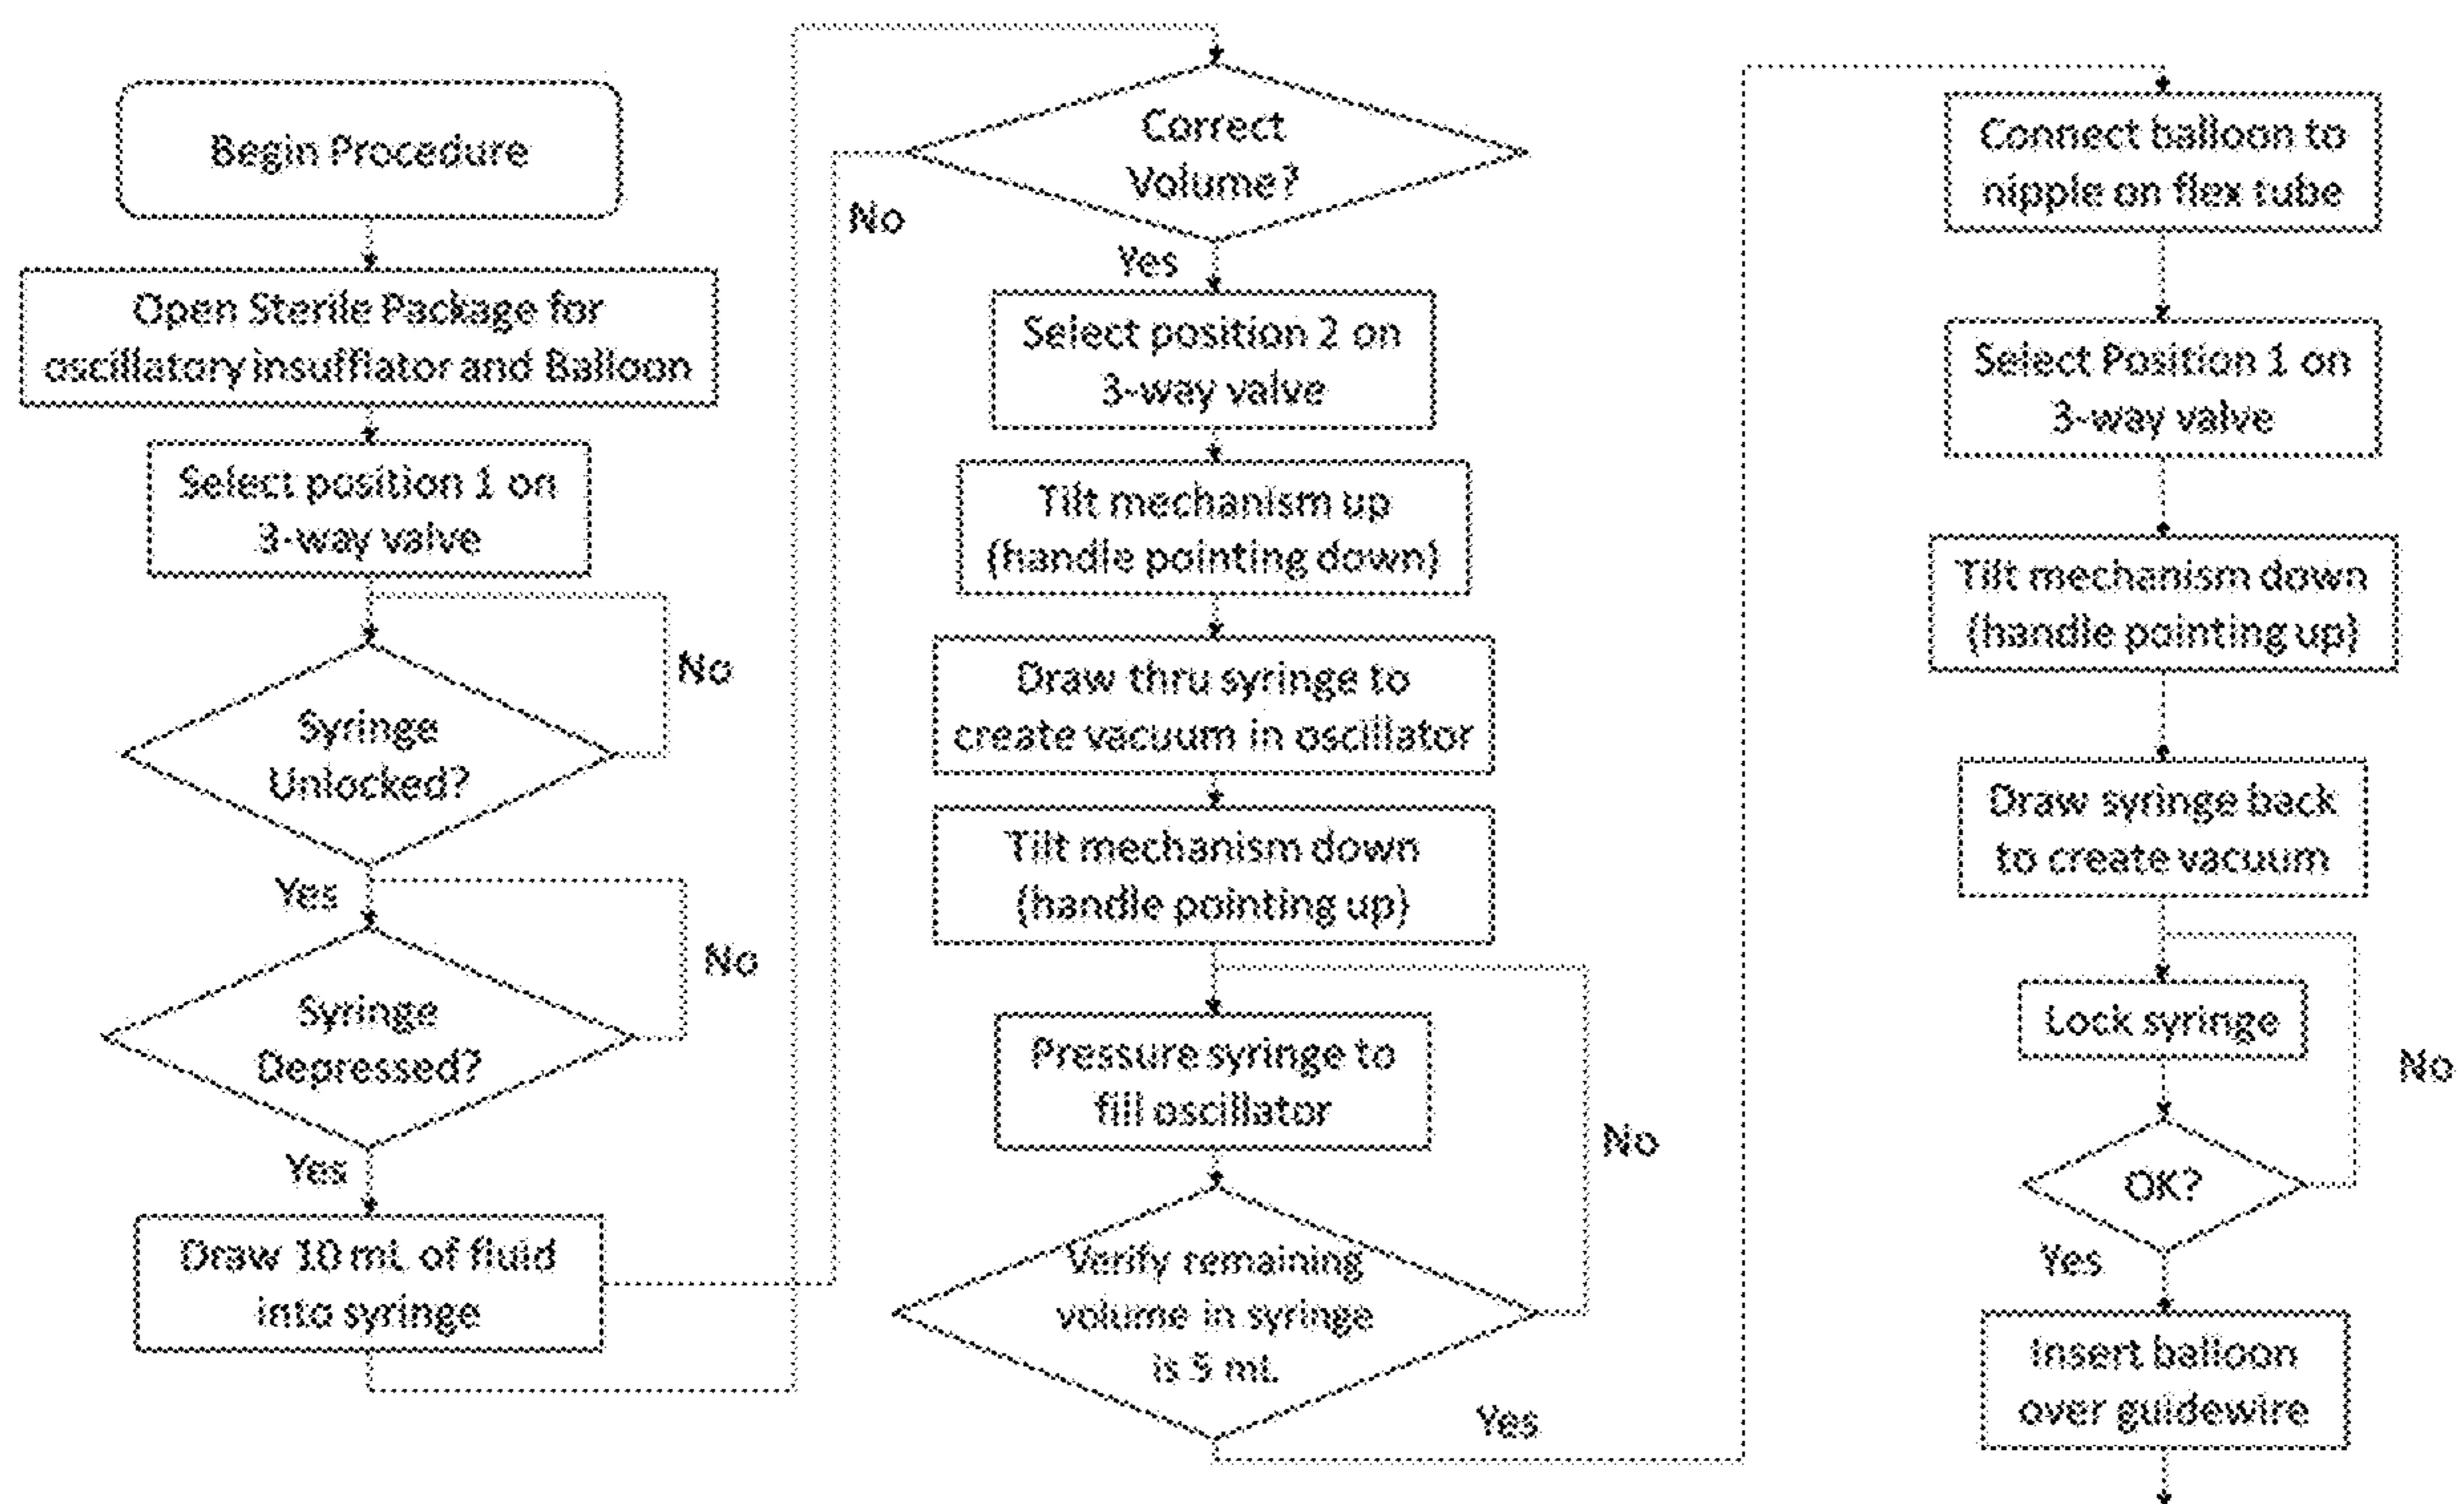 Begin Procedure
Open Sterile Package for
oscillatory insufflator and Balloon
Select position 1 on
3-way valve
No
Syringe
Unlocked?
Yes
No
Syringe
Depressed?
Yes
Draw 10 mL of fluid
into syringe
Correct
Volume?
No
Yes
Select position 2 on
3-way valve
Tilt mechanism up
(handle pointing down)
Draw thru syringe to
create vacuum in oscillator
Tilt mechanism down
(handle pointing up)
Pressure syringe to
fill oscillator
No
Verify remaining
volume in syringe
is 5 mL
Yes
Connect balloon to
nipple on flex tube
Select Position 1 on
3-way valve
Tilt mechanism down
(handle pointing up)
Draw syringe back
to create vacuum
Lock syringe
No
OK?
Yes
Insert balloon
over guidewire